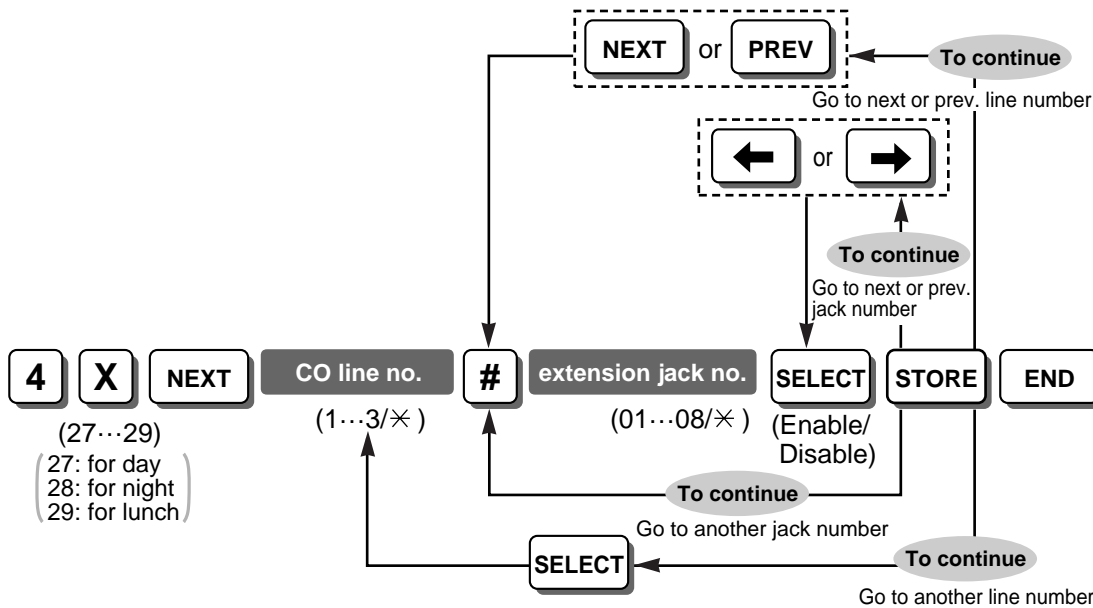 NEXT or PREV
To continue
Go to next or prev. line number
or
To continue
Go to next or prev.
jack number
4 X NEXT CO line no. # extension jack no. SELECT STORE END
(27···29)
27: for day
28: for night
29: for lunch
(1···3/✳)
(01···08/✳)
(Enable/
Disable)
To continue
Go to another jack number
SELECT
To continue
Go to another line number